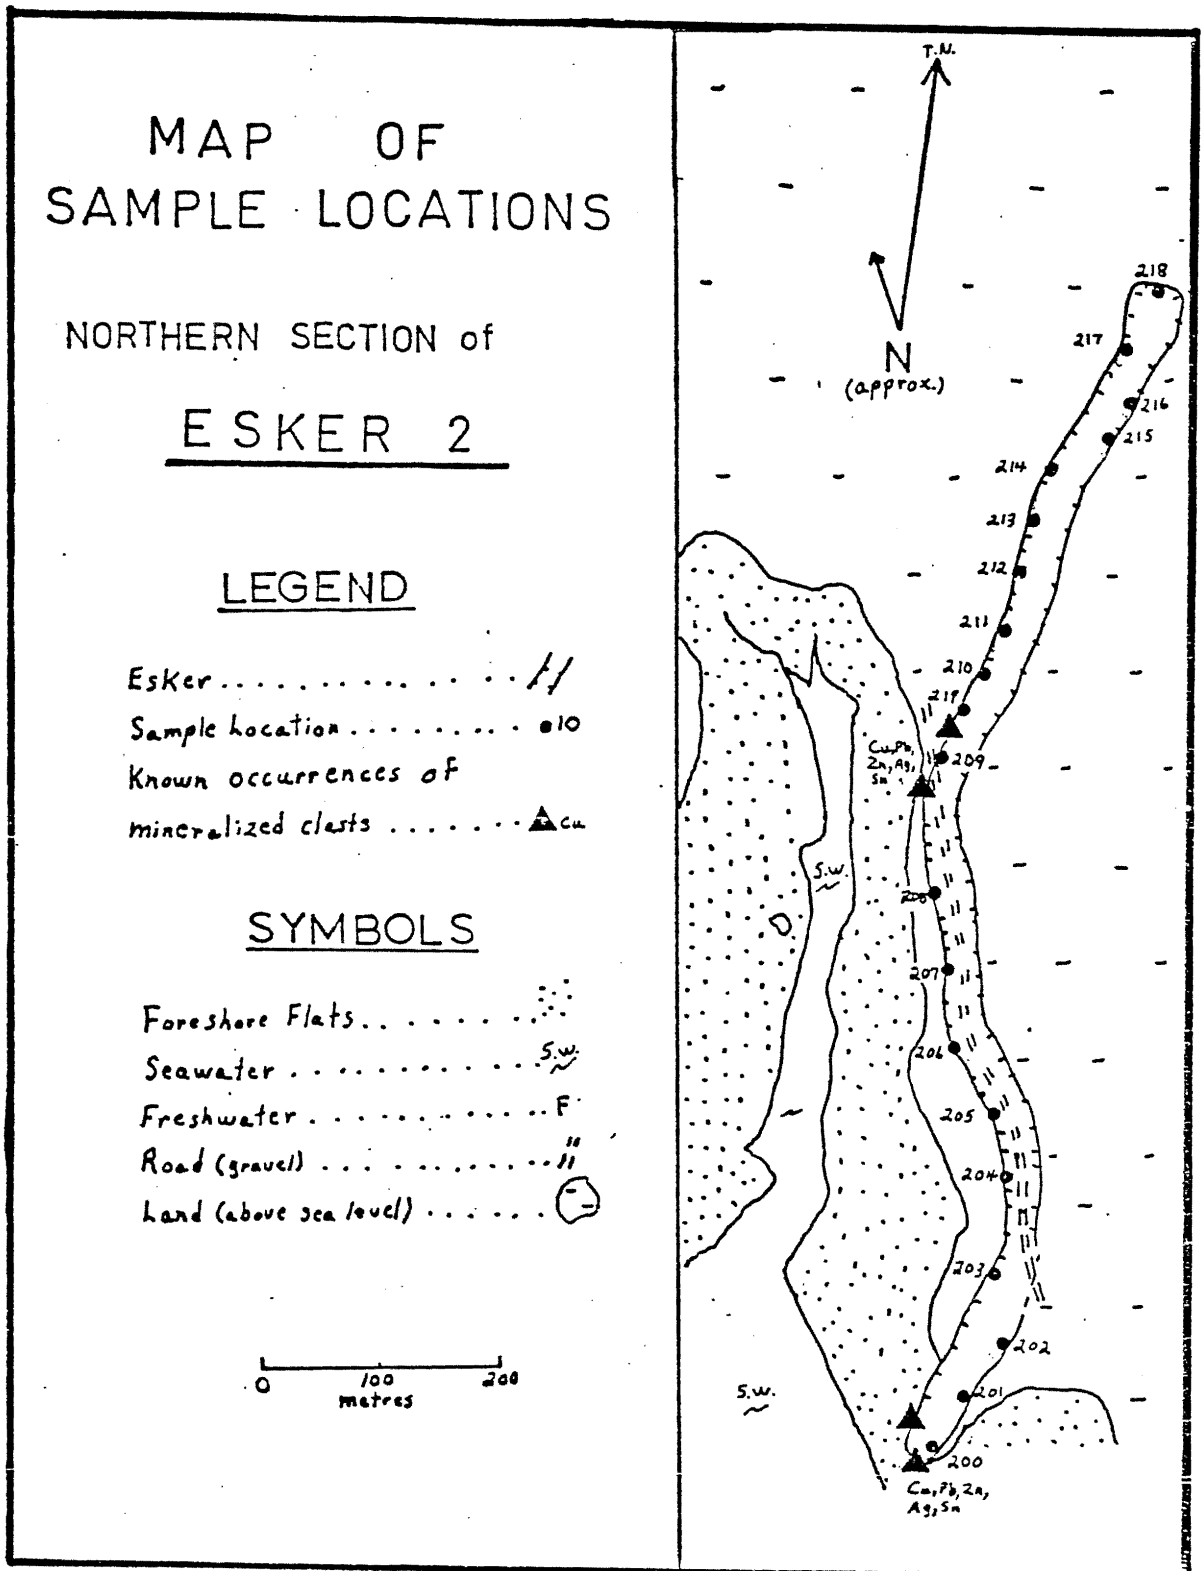 MAP OF
SAMPLE LOCATIONS
NORTHERN SECTION of
ESKER 2
LEGEND
Esker
Sample Location ●10
Known occurrences of
mineralized clasts ▲Cu
SYMBOLS
Foreshore Flats
Seawater S.W.
Freshwater F
Road (gravel)
Land (above sea level)
0 100 200
metres
T.N.
N
(approx.)
218
217
216
215
214
213
212
211
210
219
Cu, Pb,
Zn, Ag,
Sn
209
S.W.
208
207
206
205
204
203
202
S.W.
201
200
Cu, Pb, Zn,
Ag, Sn